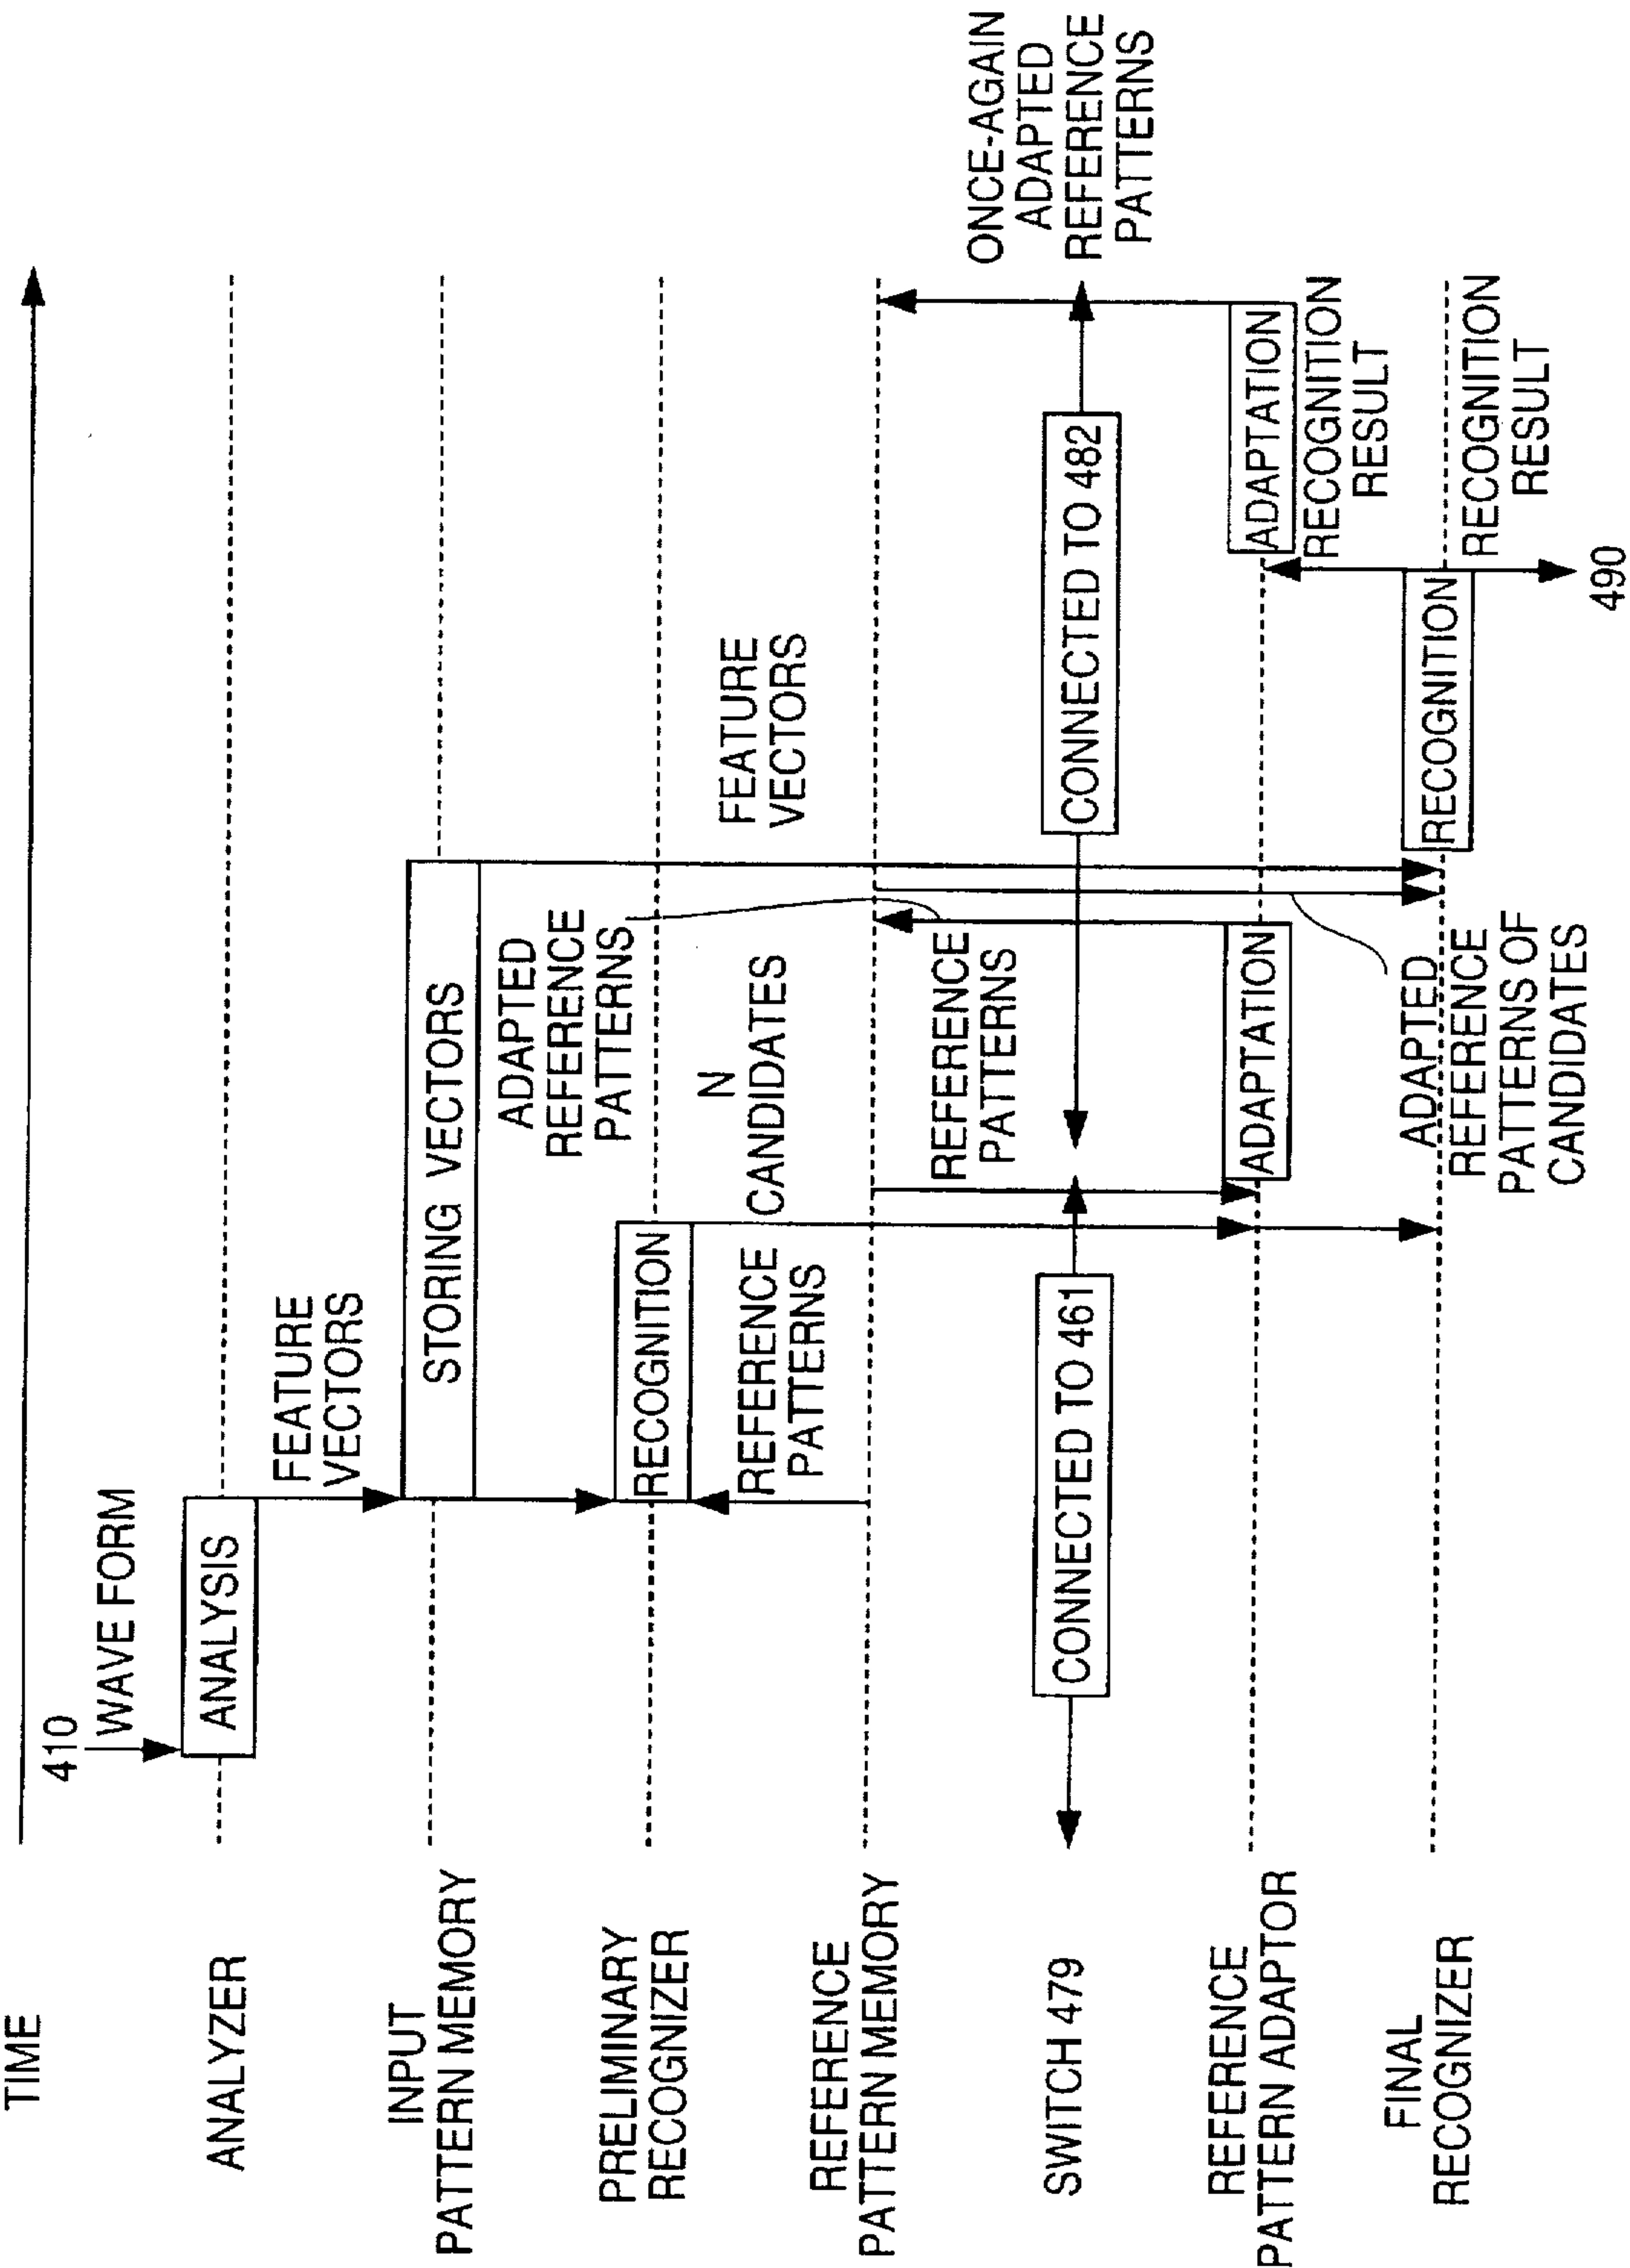 TIME
410
WAVE FORM
ANALYZER
ANALYSIS
FEATURE
VECTORS
INPUT
PATTERN MEMORY
STORING VECTORS
ADAPTED
REFERENCE
PATTERNS
PRELIMINARY
RECOGNIZER
RECOGNITION
REFERENCE
PATTERNS
N
CANDIDATES
FEATURE
VECTORS
REFERENCE
PATTERN MEMORY
REFERENCE
PATTERNS
ONCE-AGAIN
ADAPTED
REFERENCE
PATTERNS
SWITCH 479
CONNECTED TO 461
CONNECTED TO 482
REFERENCE
PATTERN ADAPTOR
ADAPTATION
ADAPTATION
RECOGNITION
RESULT
FINAL
RECOGNIZER
ADAPTED
REFERENCE
PATTERNS OF
CANDIDATES
RECOGNITION
RECOGNITION
RESULT
490